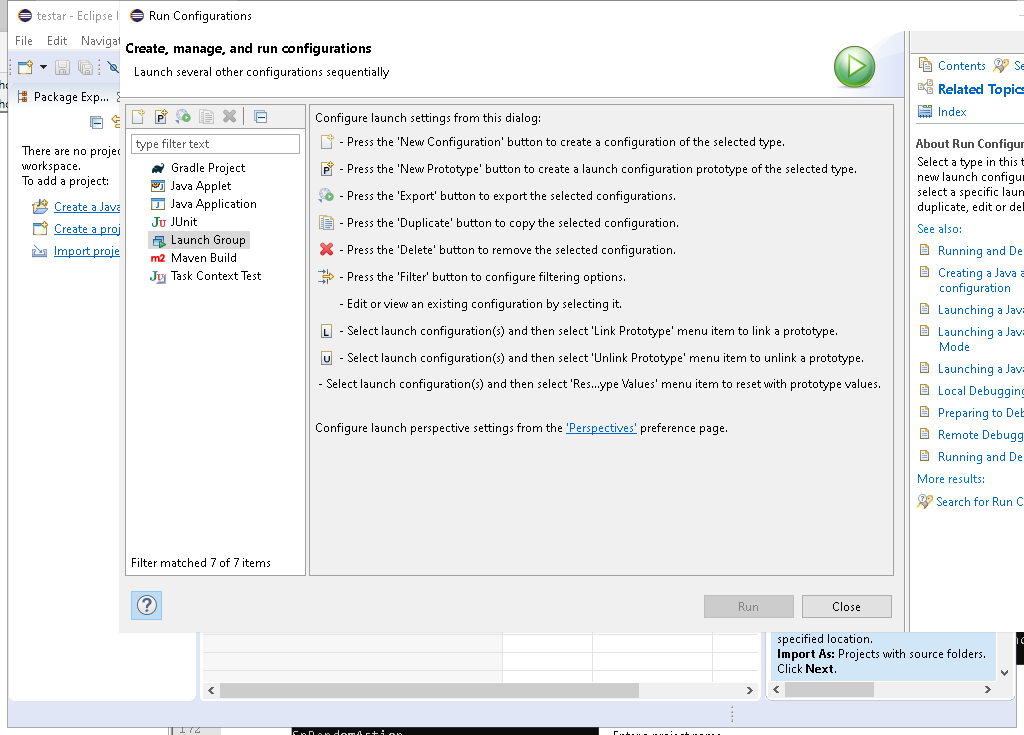 testar - Eclipse I
Run Configurations
File Edit Navigat
Create, manage, and run configurations
Launch several other configurations sequentially
Package Exp...
There are no projec
workspace.
To add a project:
Create a Java
Create a proj
Import proje
type filter text
Gradle Project
Java Applet
Java Application
Ju JUnit
Launch Group
m2 Maven Build
Task Context Test
Filter matched 7 of 7 items
Configure launch settings from this dialog:
- Press the 'New Configuration' button to create a configuration of the selected type.
P - Press the 'New Prototype' button to create a launch configuration prototype of the selected type.
- Press the 'Export' button to export the selected configurations.
- Press the 'Duplicate' button to copy the selected configuration.
- Press the 'Delete' button to remove the selected configuration.
- Press the 'Filter' button to configure filtering options.
- Edit or view an existing configuration by selecting it.
L - Select launch configuration(s) and then select 'Link Prototype' menu item to link a prototype.
U - Select launch configuration(s) and then select 'Unlink Prototype' menu item to unlink a prototype.
- Select launch configuration(s) and then select 'Res...ype Values' menu item to reset with prototype values.
Configure launch perspective settings from the 'Perspectives' preference page.
?
Run
Close
Contents Se
Related Topics
Index
About Run Configur
Select a type in this t
new launch configur
select a specific laun
duplicate, edit or del
See also:
Running and De
Creating a Java a
configuration
Launching a Java
Launching a Java
Mode
Launching a Java
Local Debugging
Preparing to Deb
Remote Debugg
Running and De
More results:
Search for Run C
specified location.
Import As: Projects with source folders.
Click Next.
172